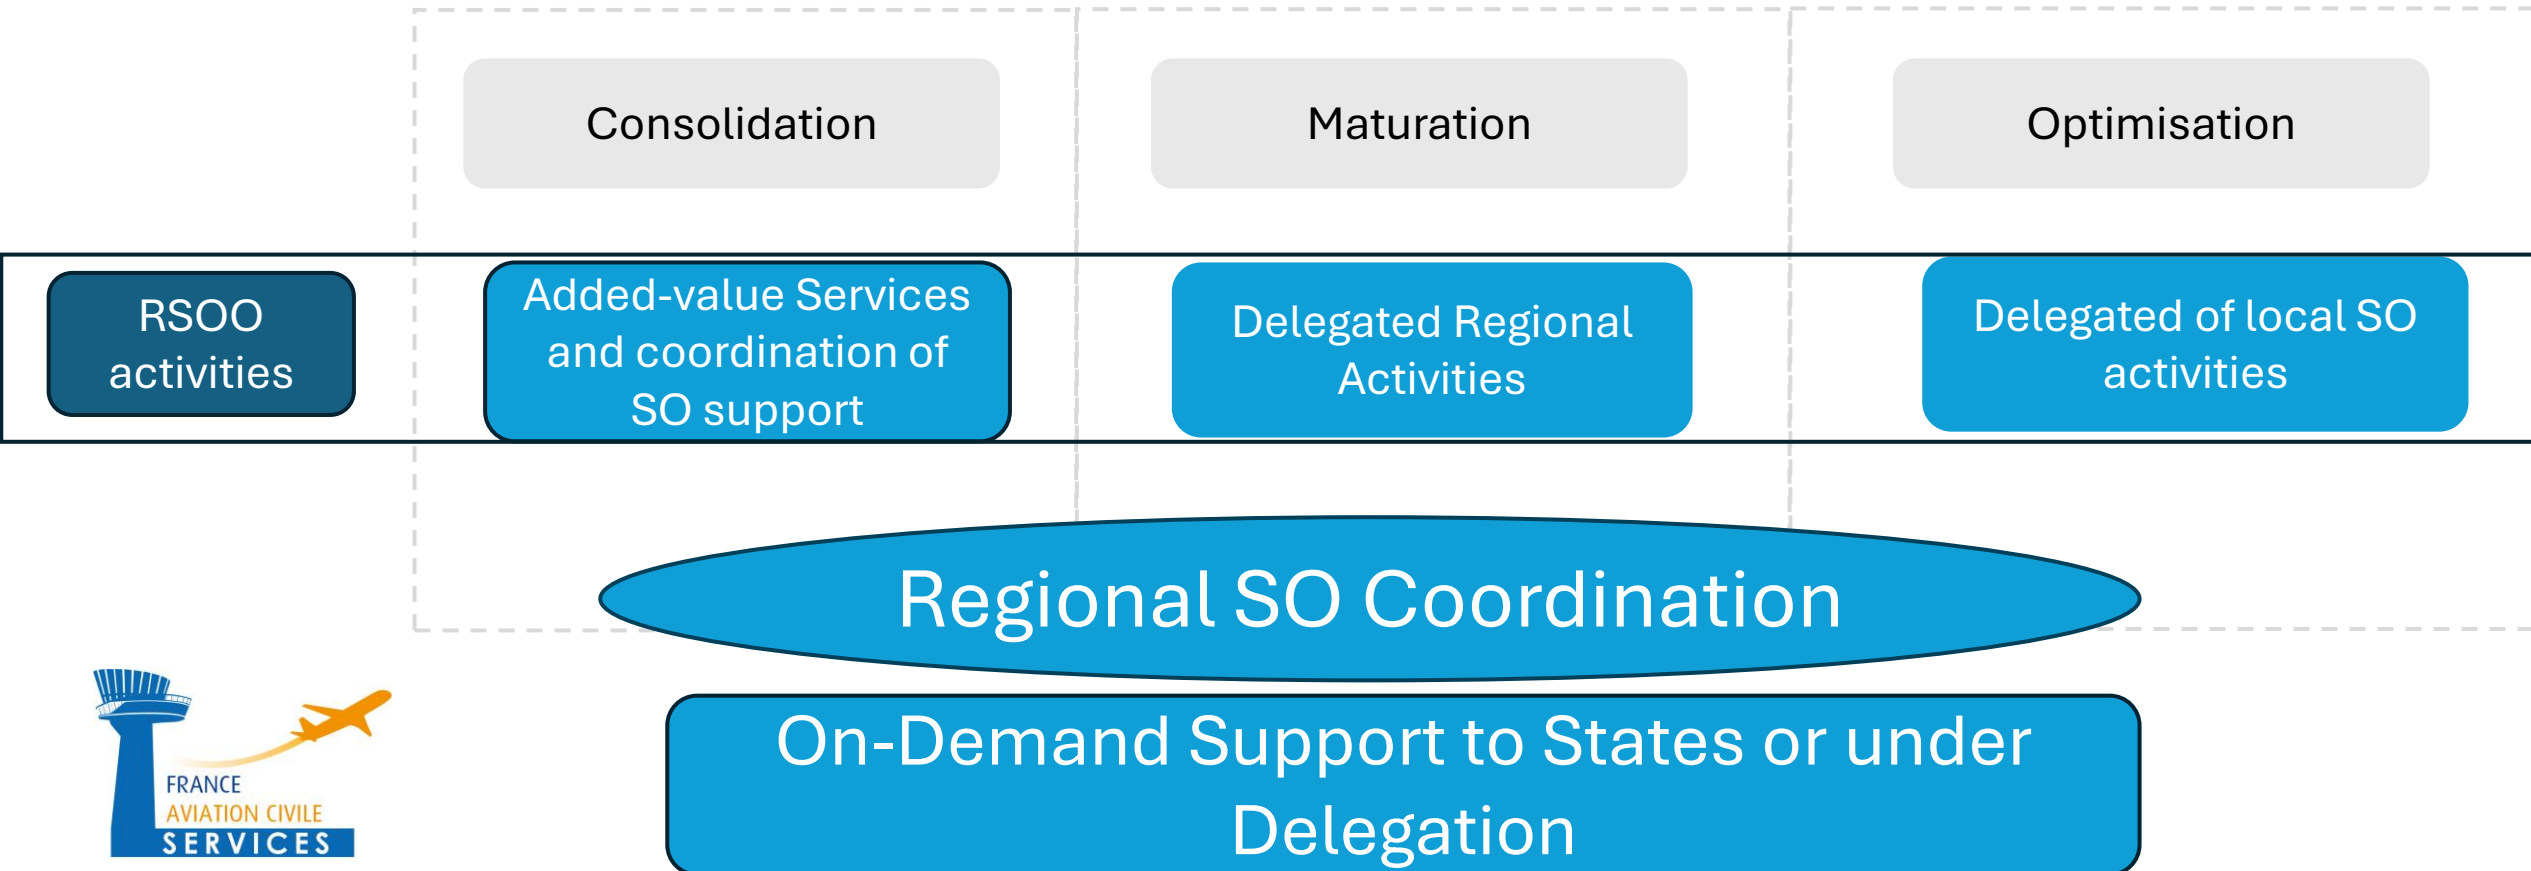 Consolidation
Maturation
Optimisation
RSOO
activities
Added-value Services
and coordination of
SO support
Delegated Regional
Activities
Delegated of local SO
activities
Regional SO Coordination
On-Demand Support to States or under
Delegation
FRANCE
AVIATION CIVILE
SERVICES